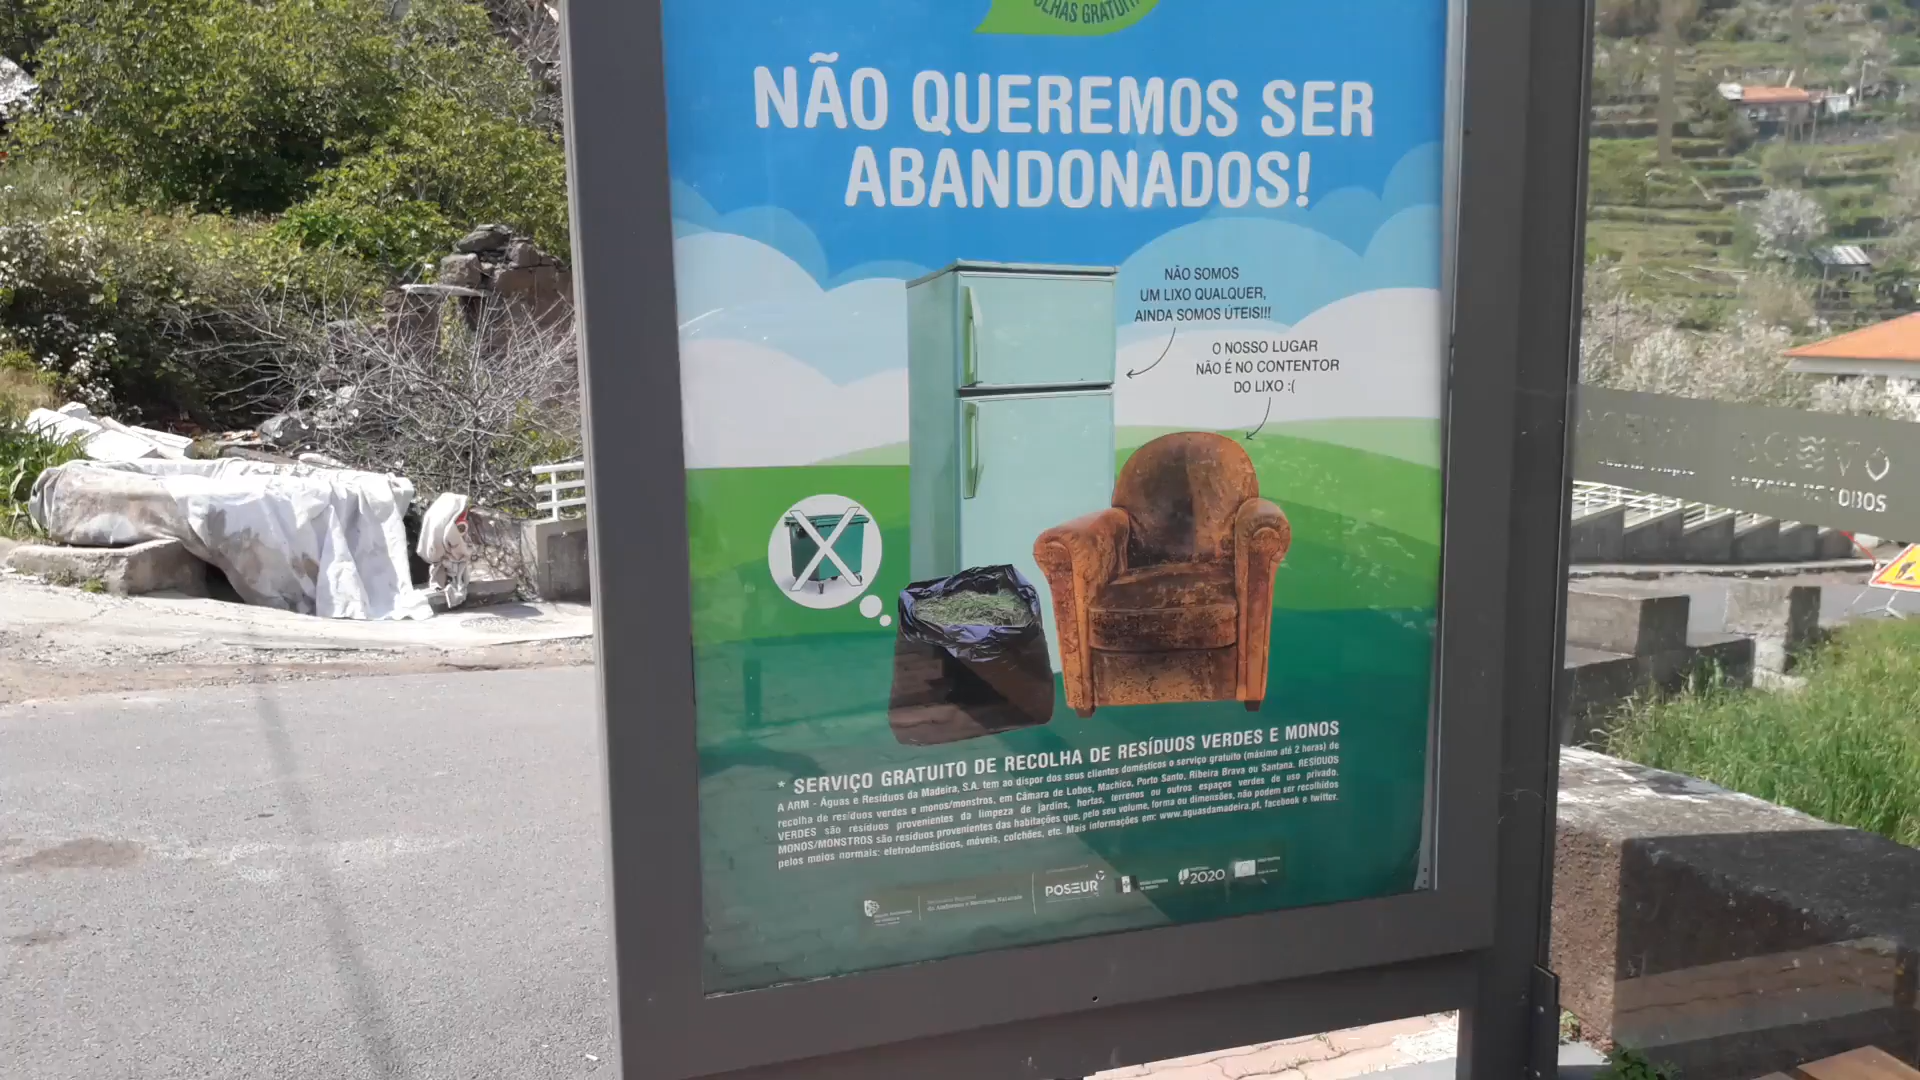 GRATUI
NÃO QUEREMOS SER
ABANDONADOS!
NÃO SOMOS
UM LIXO QUALQUER,
AINDA SOMOS ÚTEIS!!!
O NOSSO LUGAR
NÃO É NO CONTENTOR
DO LIXO :(
* SERVIÇO GRATUITO DE RECOLHA DE RESÍDUOS VERDES E MONOS
A ARM - Águas e Resíduos da Madeira, S.A. tem ao dispor dos seus clientes domésticos o serviço gratuito (máximo até 2 horas) de
recolha de resíduos verdes e monos/monstros, em Câmara de Lobos, Machico, Porto Santo, Ribeira Brava ou Santana. RESÍDUOS
VERDES são resíduos provenientes da limpeza de jardins, hortas, terrenos ou outros espaços verdes de uso privado.
MONOS/MONSTROS são resíduos provenientes das habitações que, pelo seu volume, forma ou dimensões, não podem ser recolhidos
pelos meios normais: eletrodomésticos, móveis, colchões, etc. Mais informações em: www.aguasdamadeira.pt, facebook o twitter.
POSEUR
2020
LOBOS